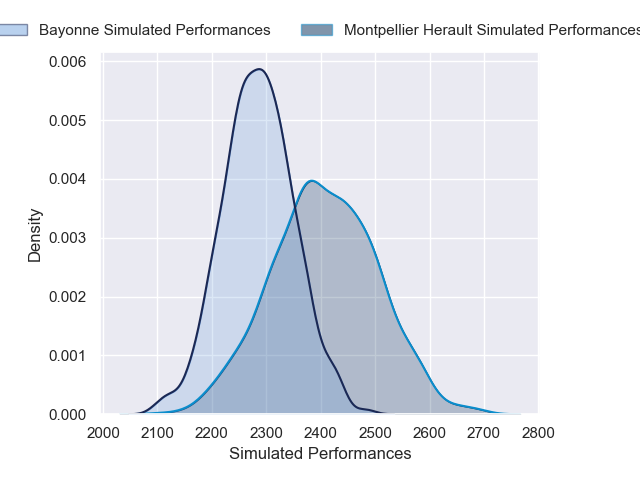 Bayonne Simulated Performances Montpellier Herault Simulated Performances
0.006
0.005
0.004
0.003
0.002
0.001
0.000
Density
2000 2100 2200 2300 2400 2500 2600 2700 2800
Simulated Performances